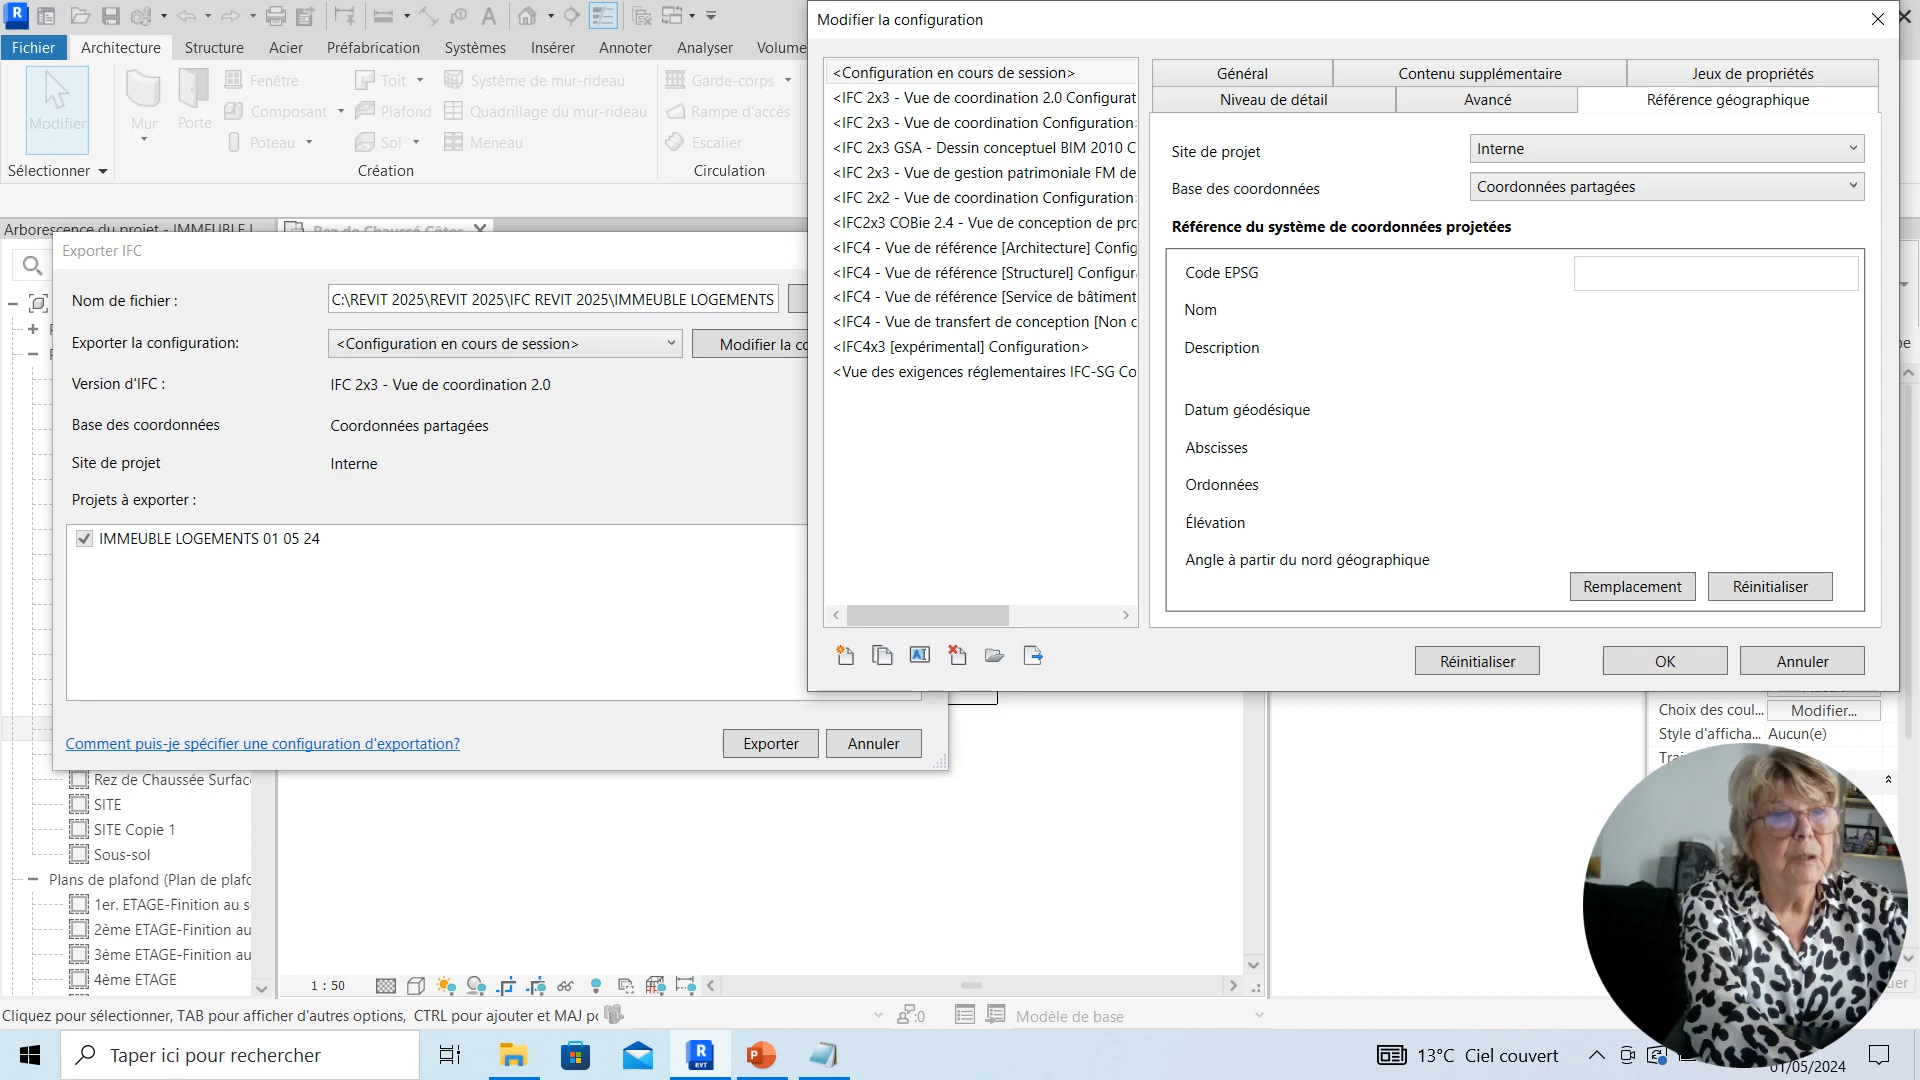 Fichier Architecture Structure Acier Préfabrication Systèmes Insérer Annoter Analyser Volume
Modifier
Mur
Porte
Fenêtre
Composant
Poteau
Toit
Plafond
Sol
Système de mur-rideau
Quadrillage du mur-rideau
Meneau
Garde-corps
Rampe d'accès
Escalier
Sélectionner
Création
Circulation
Arborescence du projet - IMMEUBLE L
Rez de Chaussé Côtes
Exporter IFC
Nom de fichier :
C:\REVIT 2025\REVIT 2025\IFC REVIT 2025\IMMEUBLE LOGEMENTS
Exporter la configuration:
<Configuration en cours de session>
Modifier la co
Version d'IFC :
IFC 2x3 - Vue de coordination 2.0
Base des coordonnées
Coordonnées partagées
Site de projet
Interne
Projets à exporter :
IMMEUBLE LOGEMENTS 01 05 24
Comment puis-je spécifier une configuration d'exportation?
Exporter
Annuler
Rez de Chaussée Surfac
SITE
SITE Copie 1
Sous-sol
Plans de plafond (Plan de plafo
1er. ETAGE-Finition au s
2ème ETAGE-Finition au
3ème ETAGE-Finition au
4ème ETAGE
Modifier la configuration
<Configuration en cours de session>
<IFC 2x3 - Vue de coordination 2.0 Configurat
<IFC 2x3 - Vue de coordination Configuration>
<IFC 2x3 GSA - Dessin conceptuel BIM 2010 C
<IFC 2x3 - Vue de gestion patrimoniale FM de
<IFC 2x2 - Vue de coordination Configuration>
<IFC2x3 COBie 2.4 - Vue de conception de pro
<IFC4 - Vue de référence [Architecture] Config
<IFC4 - Vue de référence [Structurel] Configur
<IFC4 - Vue de référence [Service de bâtiment
<IFC4 - Vue de transfert de conception [Non c
<IFC4x3 [expérimental] Configuration>
<Vue des exigences réglementaires IFC-SG Co
Général
Contenu supplémentaire
Jeux de propriétés
Niveau de détail
Avancé
Référence géographique
Site de projet
Interne
Base des coordonnées
Coordonnées partagées
Référence du système de coordonnées projetées
Code EPSG
Nom
Description
Datum géodésique
Abscisses
Ordonnées
Élévation
Angle à partir du nord géographique
Remplacement
Réinitialiser
Réinitialiser
OK
Annuler
Choix des coul...
Modifier...
Style d'afficha...
Aucun(e)
1 : 50
Cliquez pour sélectionner, TAB pour afficher d'autres options, CTRL pour ajouter et MAJ po
:0
Modèle de base
Taper ici pour rechercher
13°C Ciel couvert
01/05/2024